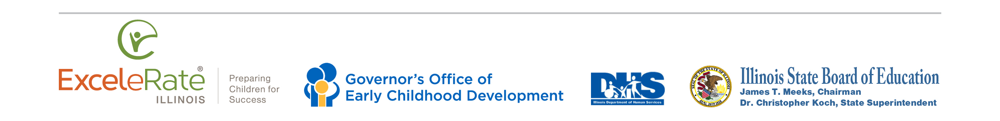 ExceleRate®
ILLINOIS
Preparing
Children for
Success
Governor's Office of
Early Childhood Development
DHS
Illinois Department of Human Services
SEAL OF THE STATE OF ILLINOIS
AUG. 26TH 1818
Illinois State Board of Education
James T. Meeks, Chairman
Dr. Christopher Koch, State Superintendent